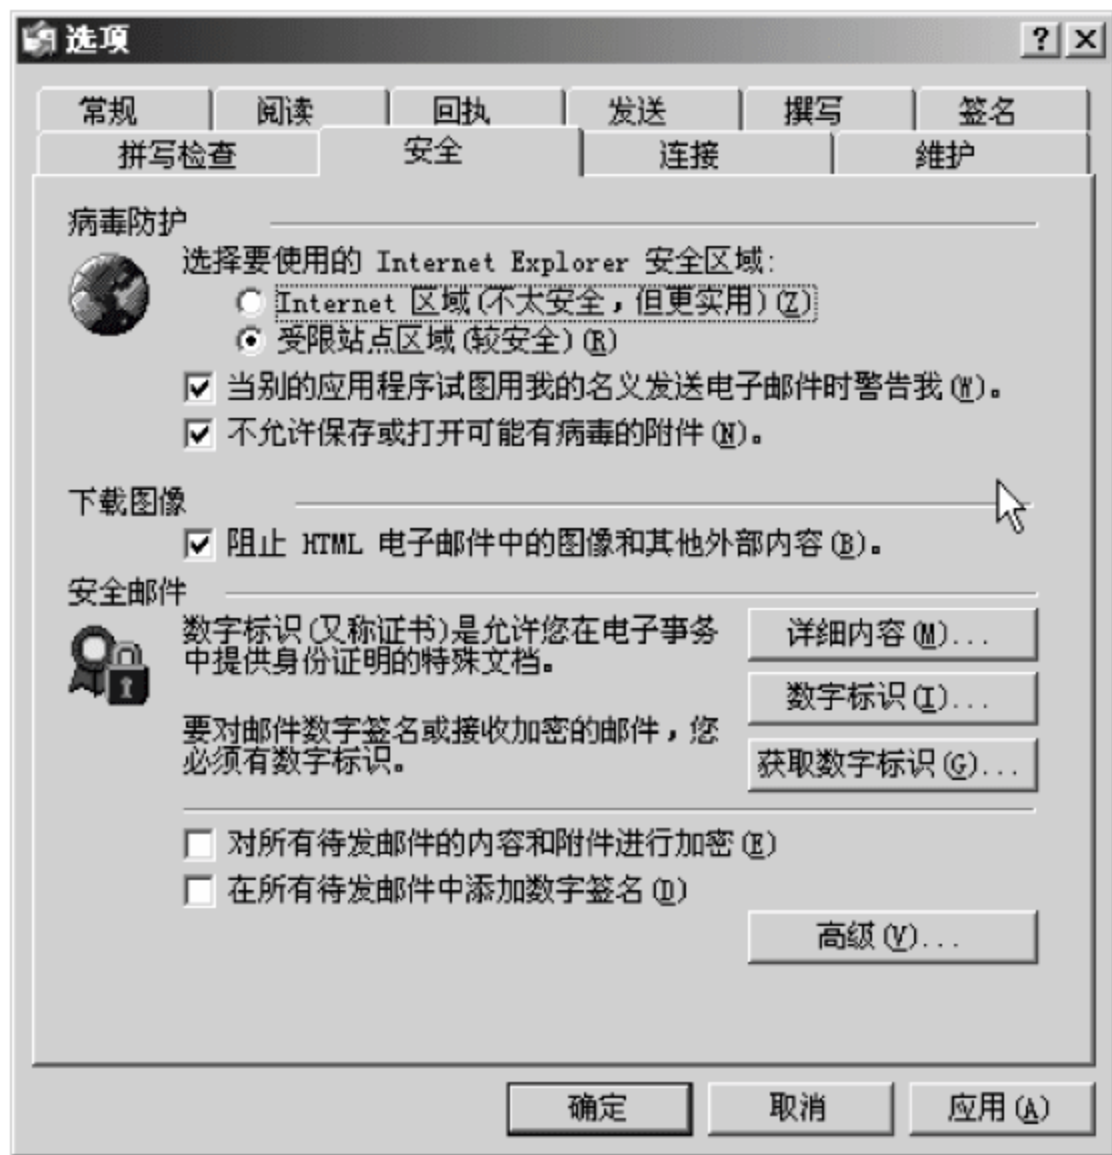 选项
常规 阅读 回执 发送 撰写 签名
拼写检查 安全 连接 维护
病毒防护
选择要使用的 Internet Explorer 安全区域:
Internet 区域(不太安全，但更实用)(Z)
受限站点区域(较安全)(R)
当别的应用程序试图用我的名义发送电子邮件时警告我(W)。
不允许保存或打开可能有病毒的附件(N)。
下载图像
阻止 HTML 电子邮件中的图像和其他外部内容(B)。
安全邮件
数字标识(又称证书)是允许您在电子事务
中提供身份证明的特殊文档。
详细内容(M)...
数字标识(I)...
要对邮件数字签名或接收加密的邮件，您
必须有数字标识。
获取数字标识(G)...
对所有待发邮件的内容和附件进行加密(E)
在所有待发邮件中添加数字签名(D)
高级(V)...
确定 取消 应用(A)